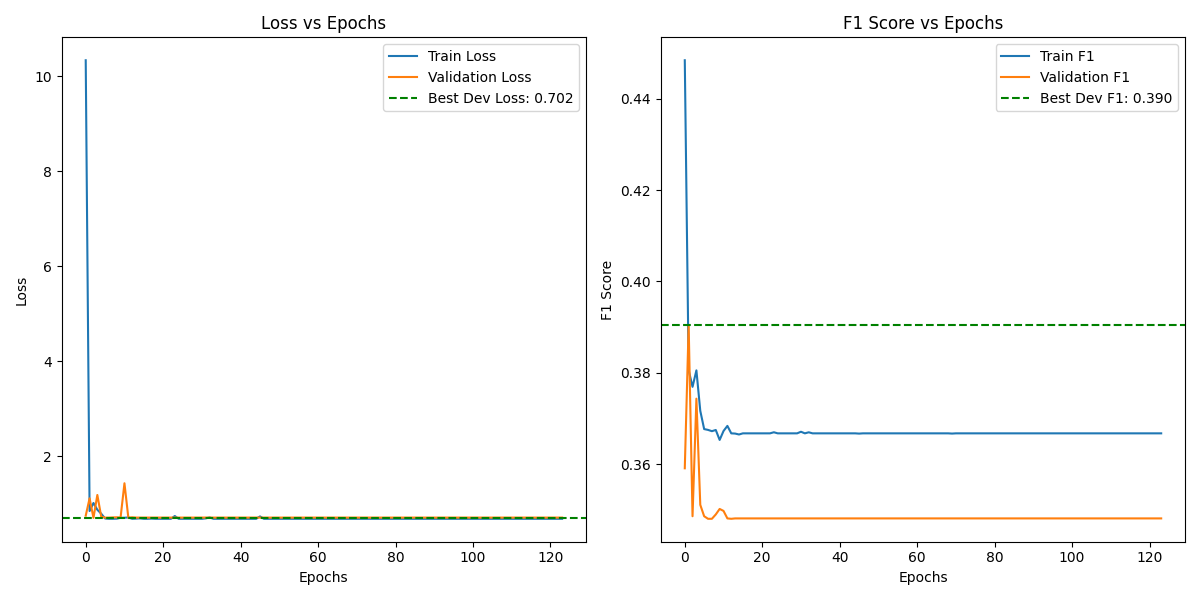 Loss vs Epochs
Train Loss
Validation Loss
Best Dev Loss: 0.702
10
8
6
4
2
Loss
0
20
40
60
80
100
120
Epochs
F1 Score vs Epochs
Train F1
Validation F1
Best Dev F1: 0.390
0.44
0.42
0.40
0.38
0.36
F1 Score
0
20
40
60
80
100
120
Epochs